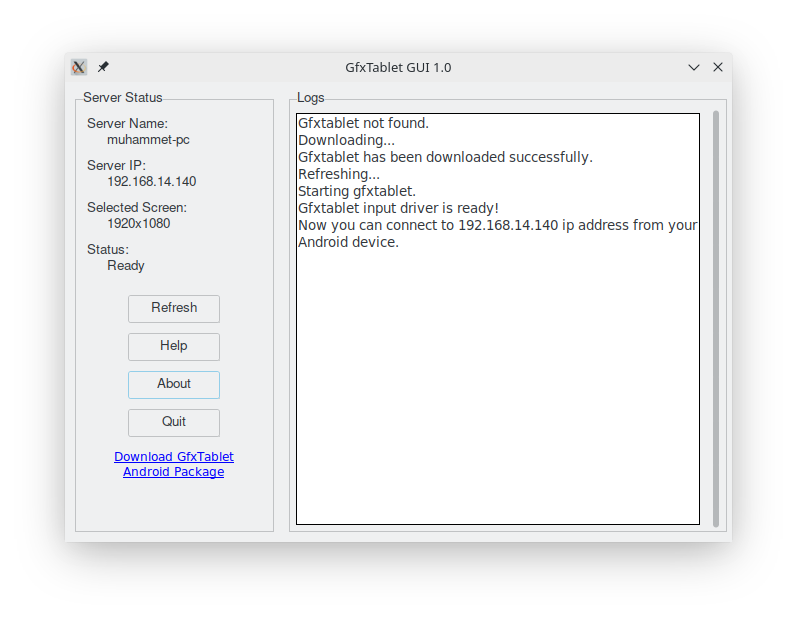 GfxTablet GUI 1.0
Server Status
Server Name:
muhammet-pc
Server IP:
192.168.14.140
Selected Screen:
1920x1080
Status:
Ready
Refresh
Help
About
Quit
Download GfxTablet
Android Package
Logs
Gfxtablet not found.
Downloading...
Gfxtablet has been downloaded successfully.
Refreshing...
Starting gfxtablet.
Gfxtablet input driver is ready!
Now you can connect to 192.168.14.140 ip address from your
Android device.